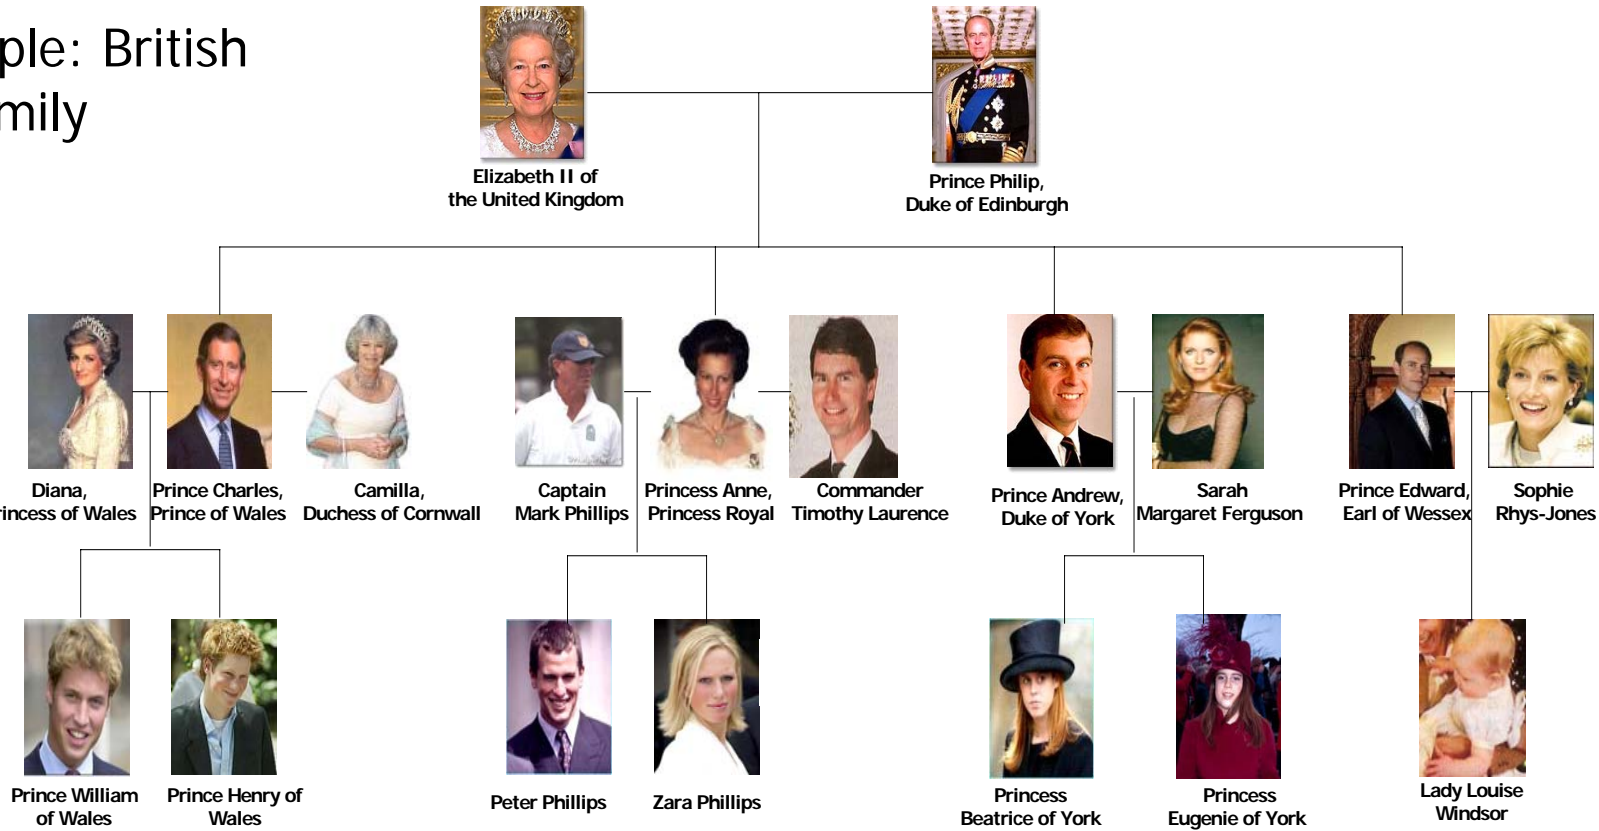 ple: British
mily
Elizabeth II of
the United Kingdom
Prince Philip,
Duke of Edinburgh
Diana,
rincess of Wales
Prince Charles,
Prince of Wales
Camilla,
Duchess of Cornwall
Captain
Mark Phillips
Princess Anne,
Princess Royal
Commander
Timothy Laurence
Prince Andrew,
Duke of York
Sarah
Margaret Ferguson
Prince Edward,
Earl of Wessex
Sophie
Rhys-Jones
Prince William
of Wales
Prince Henry of
Wales
Peter Phillips
Zara Phillips
Princess
Beatrice of York
Princess
Eugenie of York
Lady Louise
Windsor